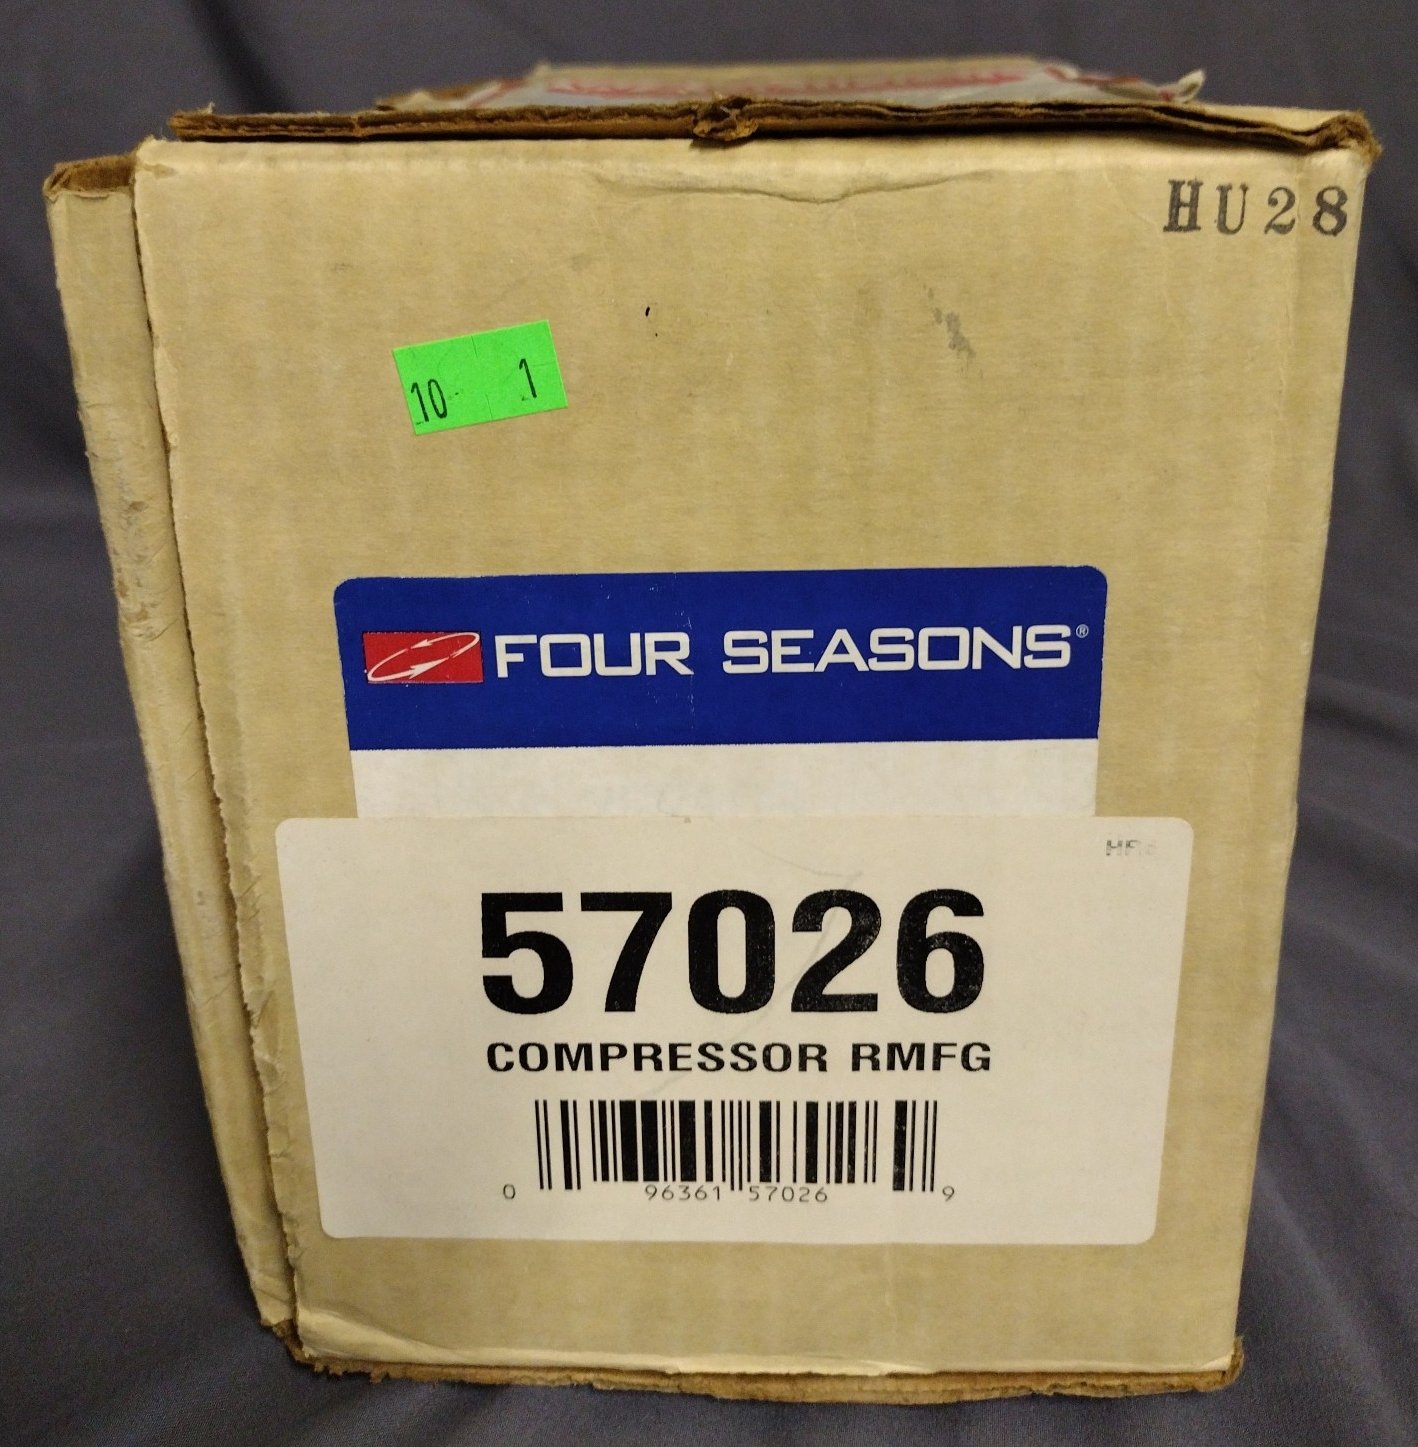 HU28
10 1
FOUR SEASONS®
57026
COMPRESSOR RMFG
0 96361 57026 9